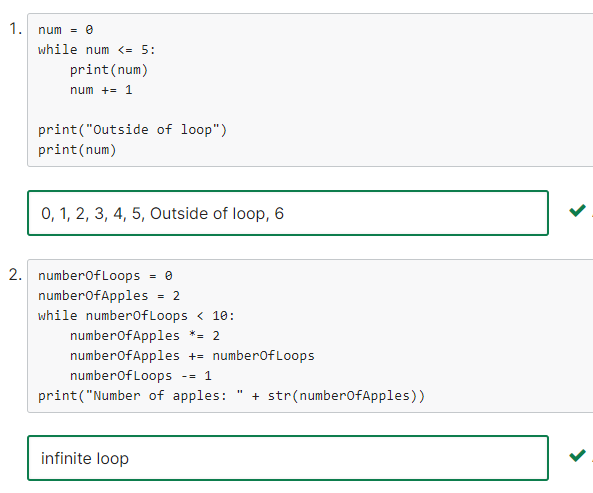 1.
num = 0
while num <= 5:
    print(num)
    num += 1

print("Outside of loop")
print(num)
0, 1, 2, 3, 4, 5, Outside of loop, 6
2.
numberOfLoops = 0
numberOfApples = 2
while numberOfLoops < 10:
    numberOfApples *= 2
    numberOfApples += numberOfLoops
    numberOfLoops -= 1
print("Number of apples: " + str(numberOfApples))
infinite loop